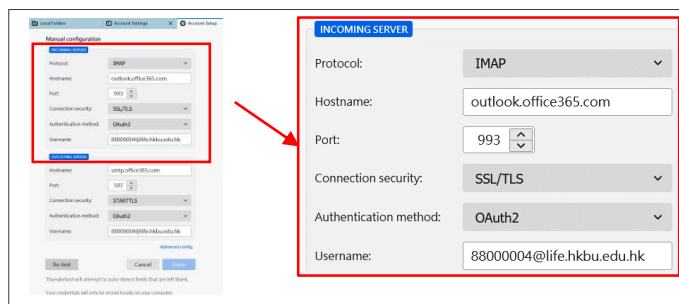 Local Folders Account Settings X Account Setup
Manual configuration
INCOMING SERVER
Protocol: IMAP
Hostname: outlook.office365.com
Port: 993
Connection security: SSL/TLS
Authentication method: OAuth2
Username: 88000004@life.hkbu.edu.hk
OUTGOING SERVER
Hostname: smtp.office365.com
Port: 587
Connection security: STARTTLS
Authentication method: OAuth2
Username: 88000004@life.hkbu.edu.hk
Advanced config
Re-test Cancel Done
Thunderbird will attempt to auto-detect fields that are left blank.
Your credentials will only be stored locally on your computer.
INCOMING SERVER
Protocol: IMAP
Hostname: outlook.office365.com
Port: 993
Connection security: SSL/TLS
Authentication method: OAuth2
Username: 88000004@life.hkbu.edu.hk